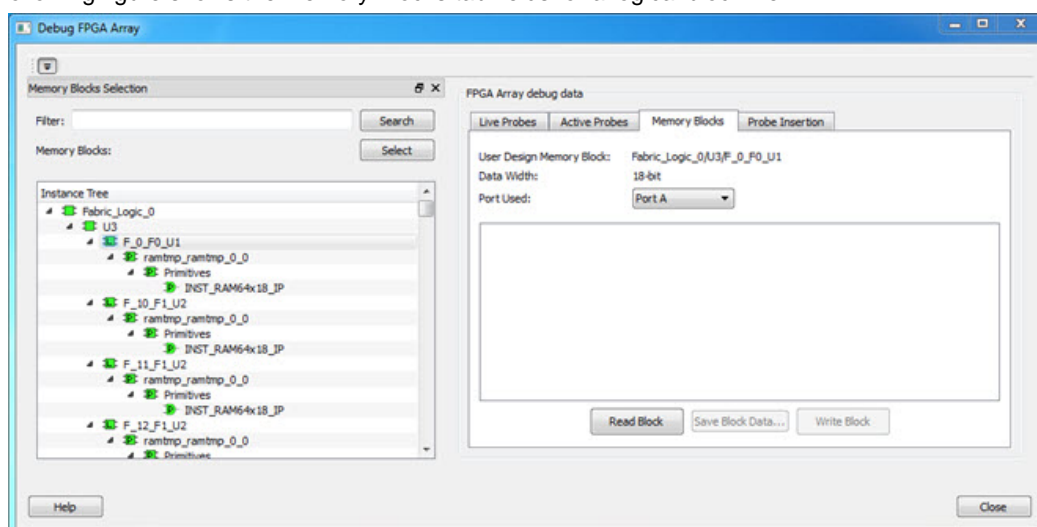 Debug FPGA Array
Memory Blocks Selection
Filter:
Search
Memory Blocks:
Select
Instance Tree
Fabric_Logic_0
U3
F_0_F0_U1
ramtmp_ramtmp_0_0
Primitives
INST_RAM64x18_IP
F_10_F1_U2
ramtmp_ramtmp_0_0
Primitives
INST_RAM64x18_IP
F_11_F1_U2
ramtmp_ramtmp_0_0
Primitives
INST_RAM64x18_IP
F_12_F1_U2
ramtmp_ramtmp_0_0
Primitives
FPGA Array debug data
Live Probes Active Probes Memory Blocks Probe Insertion
User Design Memory Block: Fabric_Logic_0/U3/F_0_F0_U1
Data Width: 18-bit
Port Used: Port A
Read Block Save Block Data... Write Block
Help
Close